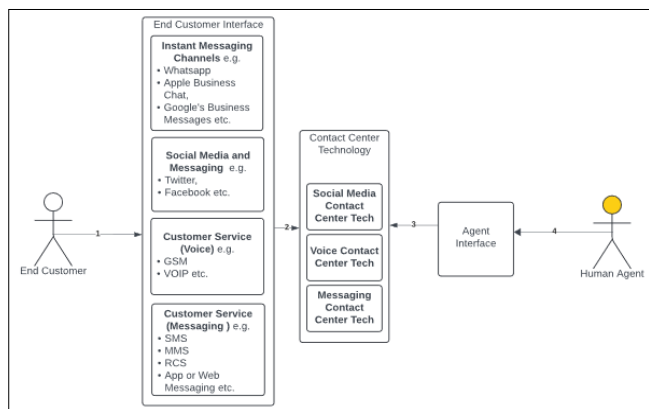 End Customer Interface
Instant Messaging
Channels e.g.
• Whatsapp
• Apple Business
Chat,
• Google's Business
Messages etc.
Social Media and
Messaging e.g.
• Twitter,
• Facebook etc.
Customer Service
(Voice) e.g.
• GSM
• VOIP etc.
Customer Service
(Messaging ) e.g.
• SMS
• MMS
• RCS
• App or Web
Messaging etc.
End Customer
1
2
Contact Center
Technology
Social Media
Contact
Center Tech
Voice Contact
Center Tech
Messaging
Contact
Center Tech
3
Agent
Interface
4
Human Agent